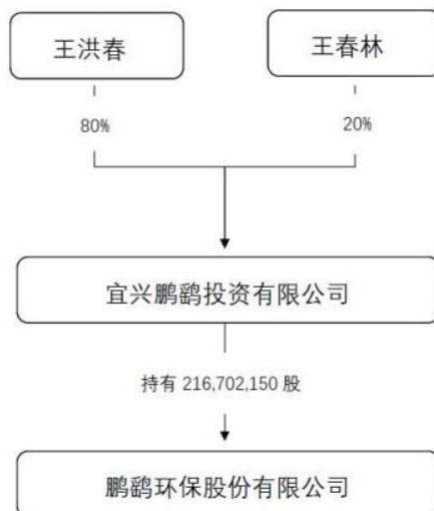 王洪春
王春林
80%
20%
宜兴鹏鹞投资有限公司
持有 216,702,150 股
鹏鹞环保股份有限公司